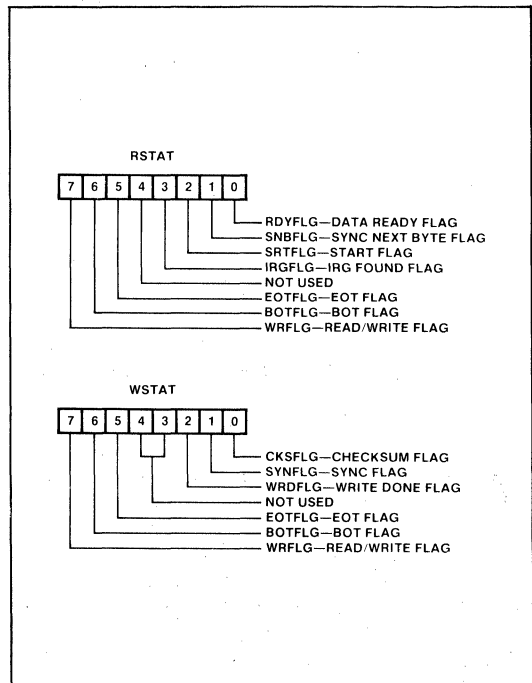 RSTAT
7 6 5 4 3 2 1 0
RDYFLG—DATA READY FLAG
SNBFLG—SYNC NEXT BYTE FLAG
SRTFLG—START FLAG
IRGFLG—IRG FOUND FLAG
NOT USED
EOTFLG—EOT FLAG
BOTFLG—BOT FLAG
WRFLG—READ/WRITE FLAG
WSTAT
7 6 5 4 3 2 1 0
CKSFLG—CHECKSUM FLAG
SYNFLG—SYNC FLAG
WRDFLG—WRITE DONE FLAG
NOT USED
EOTFLG—EOT FLAG
BOTFLG—BOT FLAG
WRFLG—READ/WRITE FLAG